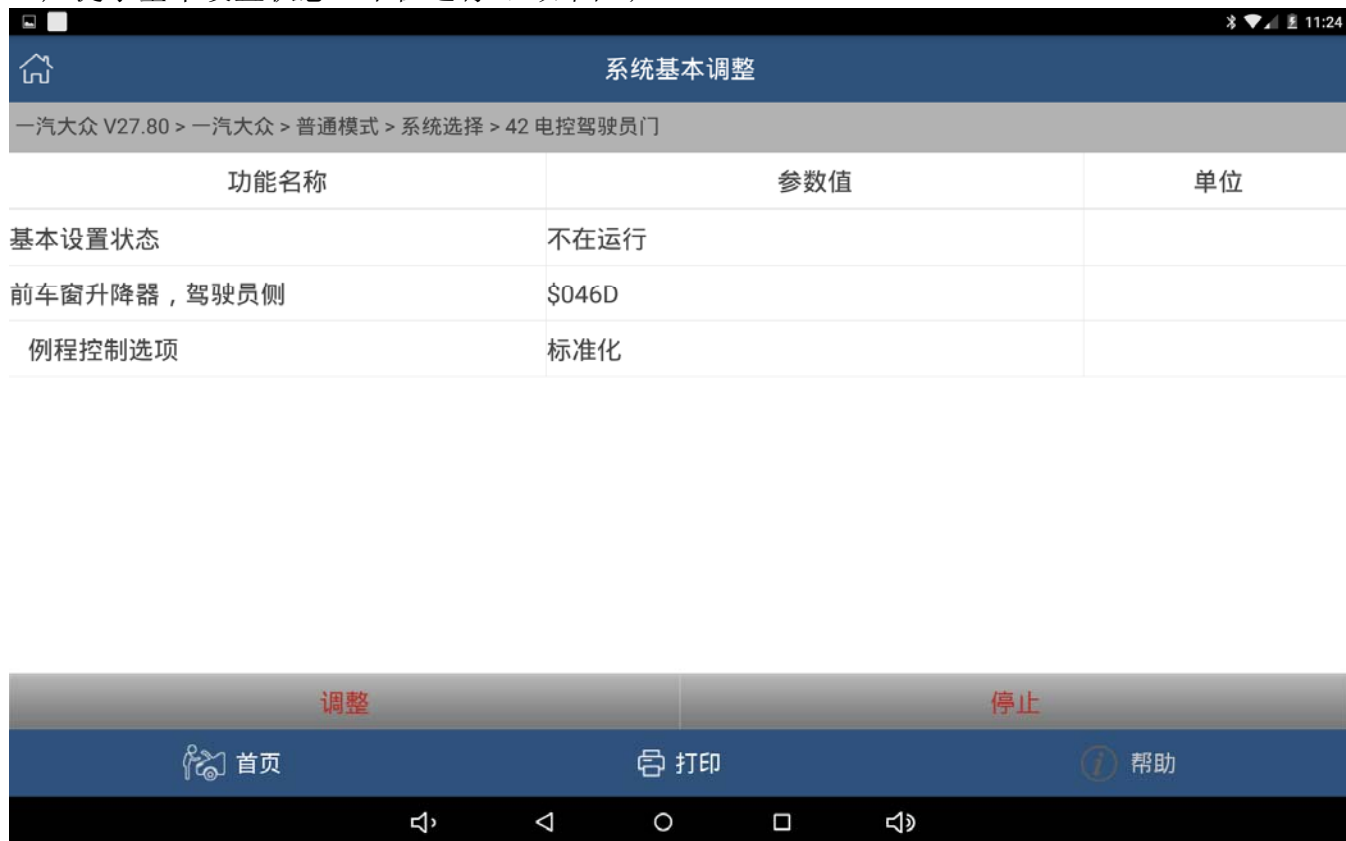 11:24
系统基本调整
一汽大众 V27.80 > 一汽大众 > 普通模式 > 系统选择 > 42 电控驾驶员门
功能名称 参数值 单位
基本设置状态 不在运行
前车窗升降器，驾驶员侧 $046D
例程控制选项 标准化
调整 停止
首页 打印 帮助